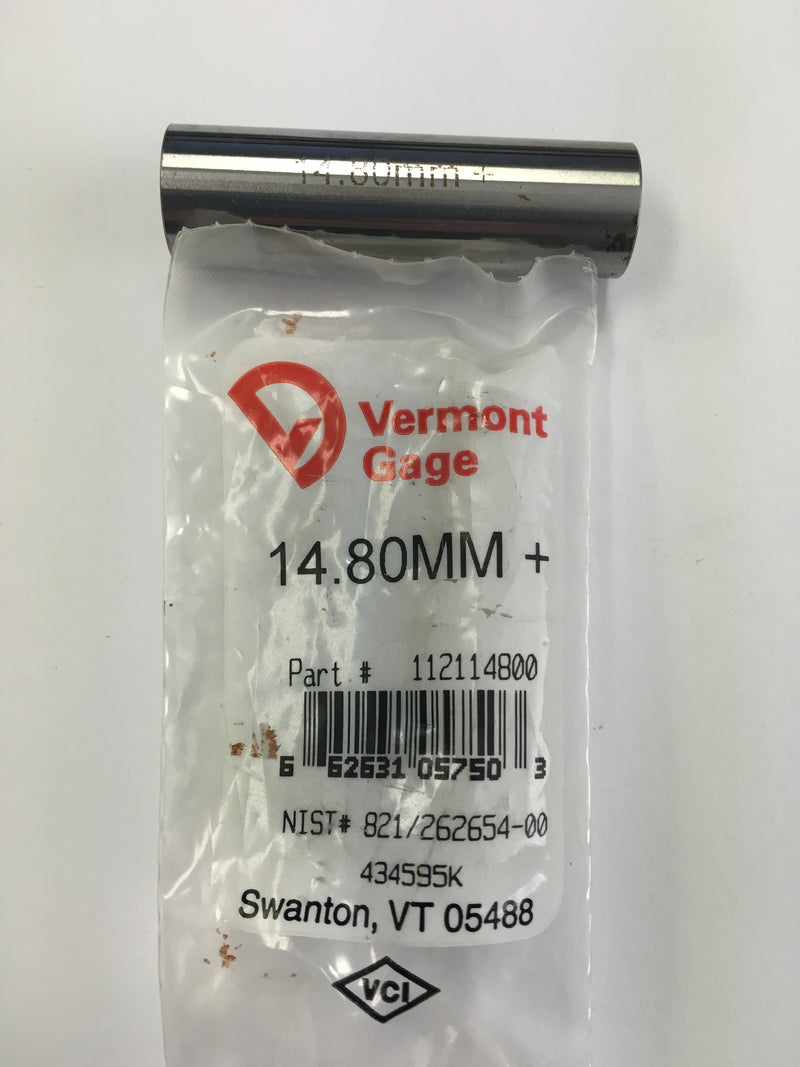 14.80mm +
Vermont
Gage
14.80MM +
Part # 112114800
6 62631 05750 3
NIST# 821/262654-00
434595K
Swanton, VT 05488
VCI